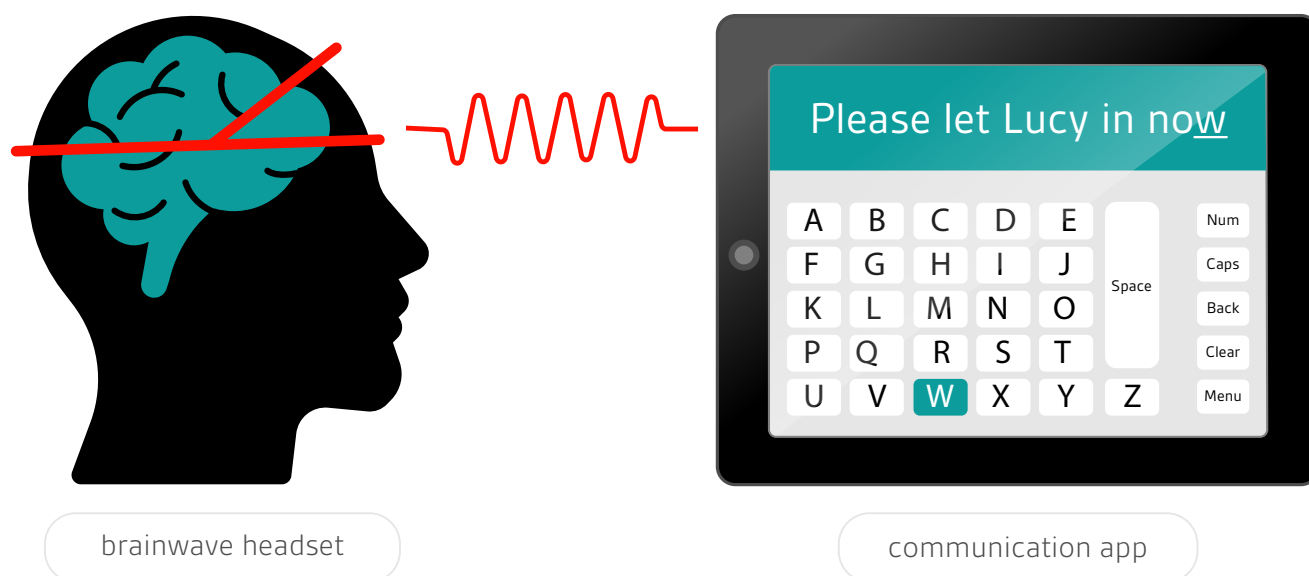 Please let Lucy in now
A B C D E
Num
F G H I J
Caps
Space
K L M N O
Back
P Q R S T
Clear
U V W X Y Z
Menu
brainwave headset
communication app